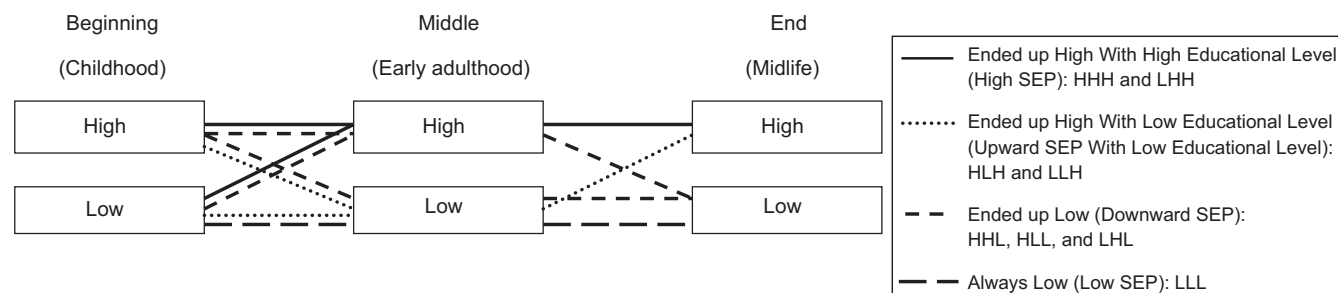 Beginning
(Childhood)
Middle
(Early adulthood)
End
(Midlife)
High
High
High
Low
Low
Low
Ended up High With High Educational Level
(High SEP): HHH and LHH
Ended up High With Low Educational Level
(Upward SEP With Low Educational Level):
HLH and LLH
Ended up Low (Downward SEP):
HHL, HLL, and LHL
Always Low (Low SEP): LLL